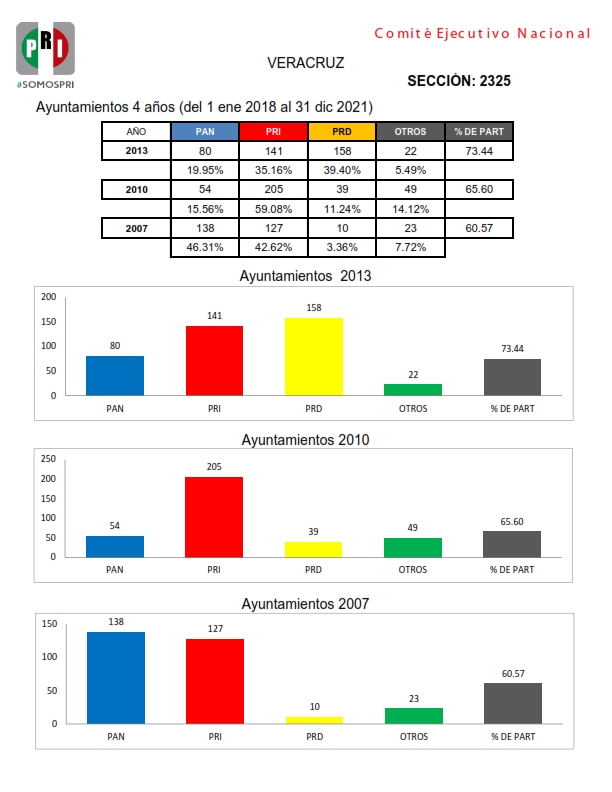 PRI
#SOMOSPRI
Comité Ejecutivo Nacional
VERACRUZ
SECCIÓN: 2325
Ayuntamientos 4 años (del 1 ene 2018 al 31 dic 2021)
AÑO PAN PRI PRD OTROS % DE PART
2013 80 141 158 22 73.44
19.95% 35.16% 39.40% 5.49%
2010 54 205 39 49 65.60
15.56% 59.08% 11.24% 14.12%
2007 138 127 10 23 60.57
46.31% 42.62% 3.36% 7.72%
Ayuntamientos 2013
200
150
100
50
0
80 141 158 22 73.44
PAN PRI PRD OTROS % DE PART
Ayuntamientos 2010
250
200
150
100
50
0
54 205 39 49 65.60
PAN PRI PRD OTROS % DE PART
Ayuntamientos 2007
150
100
50
0
138 127 10 23 60.57
PAN PRI PRD OTROS % DE PART